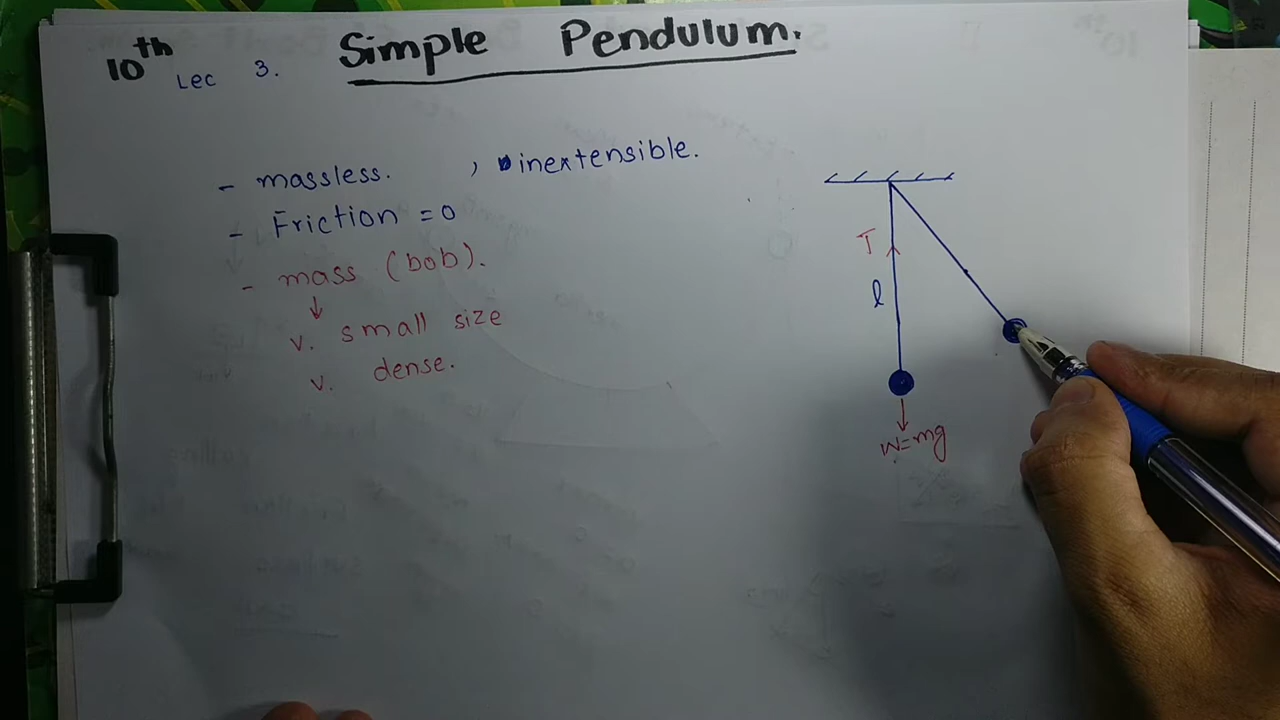 10th Lec 3. Simple Pendulum.
- massless. , inextensible.
- Friction = 0
- mass (bob).
↓
v. small size
v. dense.
T
l
W=mg